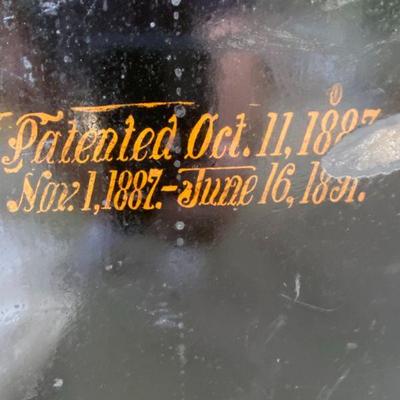 Patented Oct. 11, 1887
Nov. 1, 1887.-June 16, 1891.